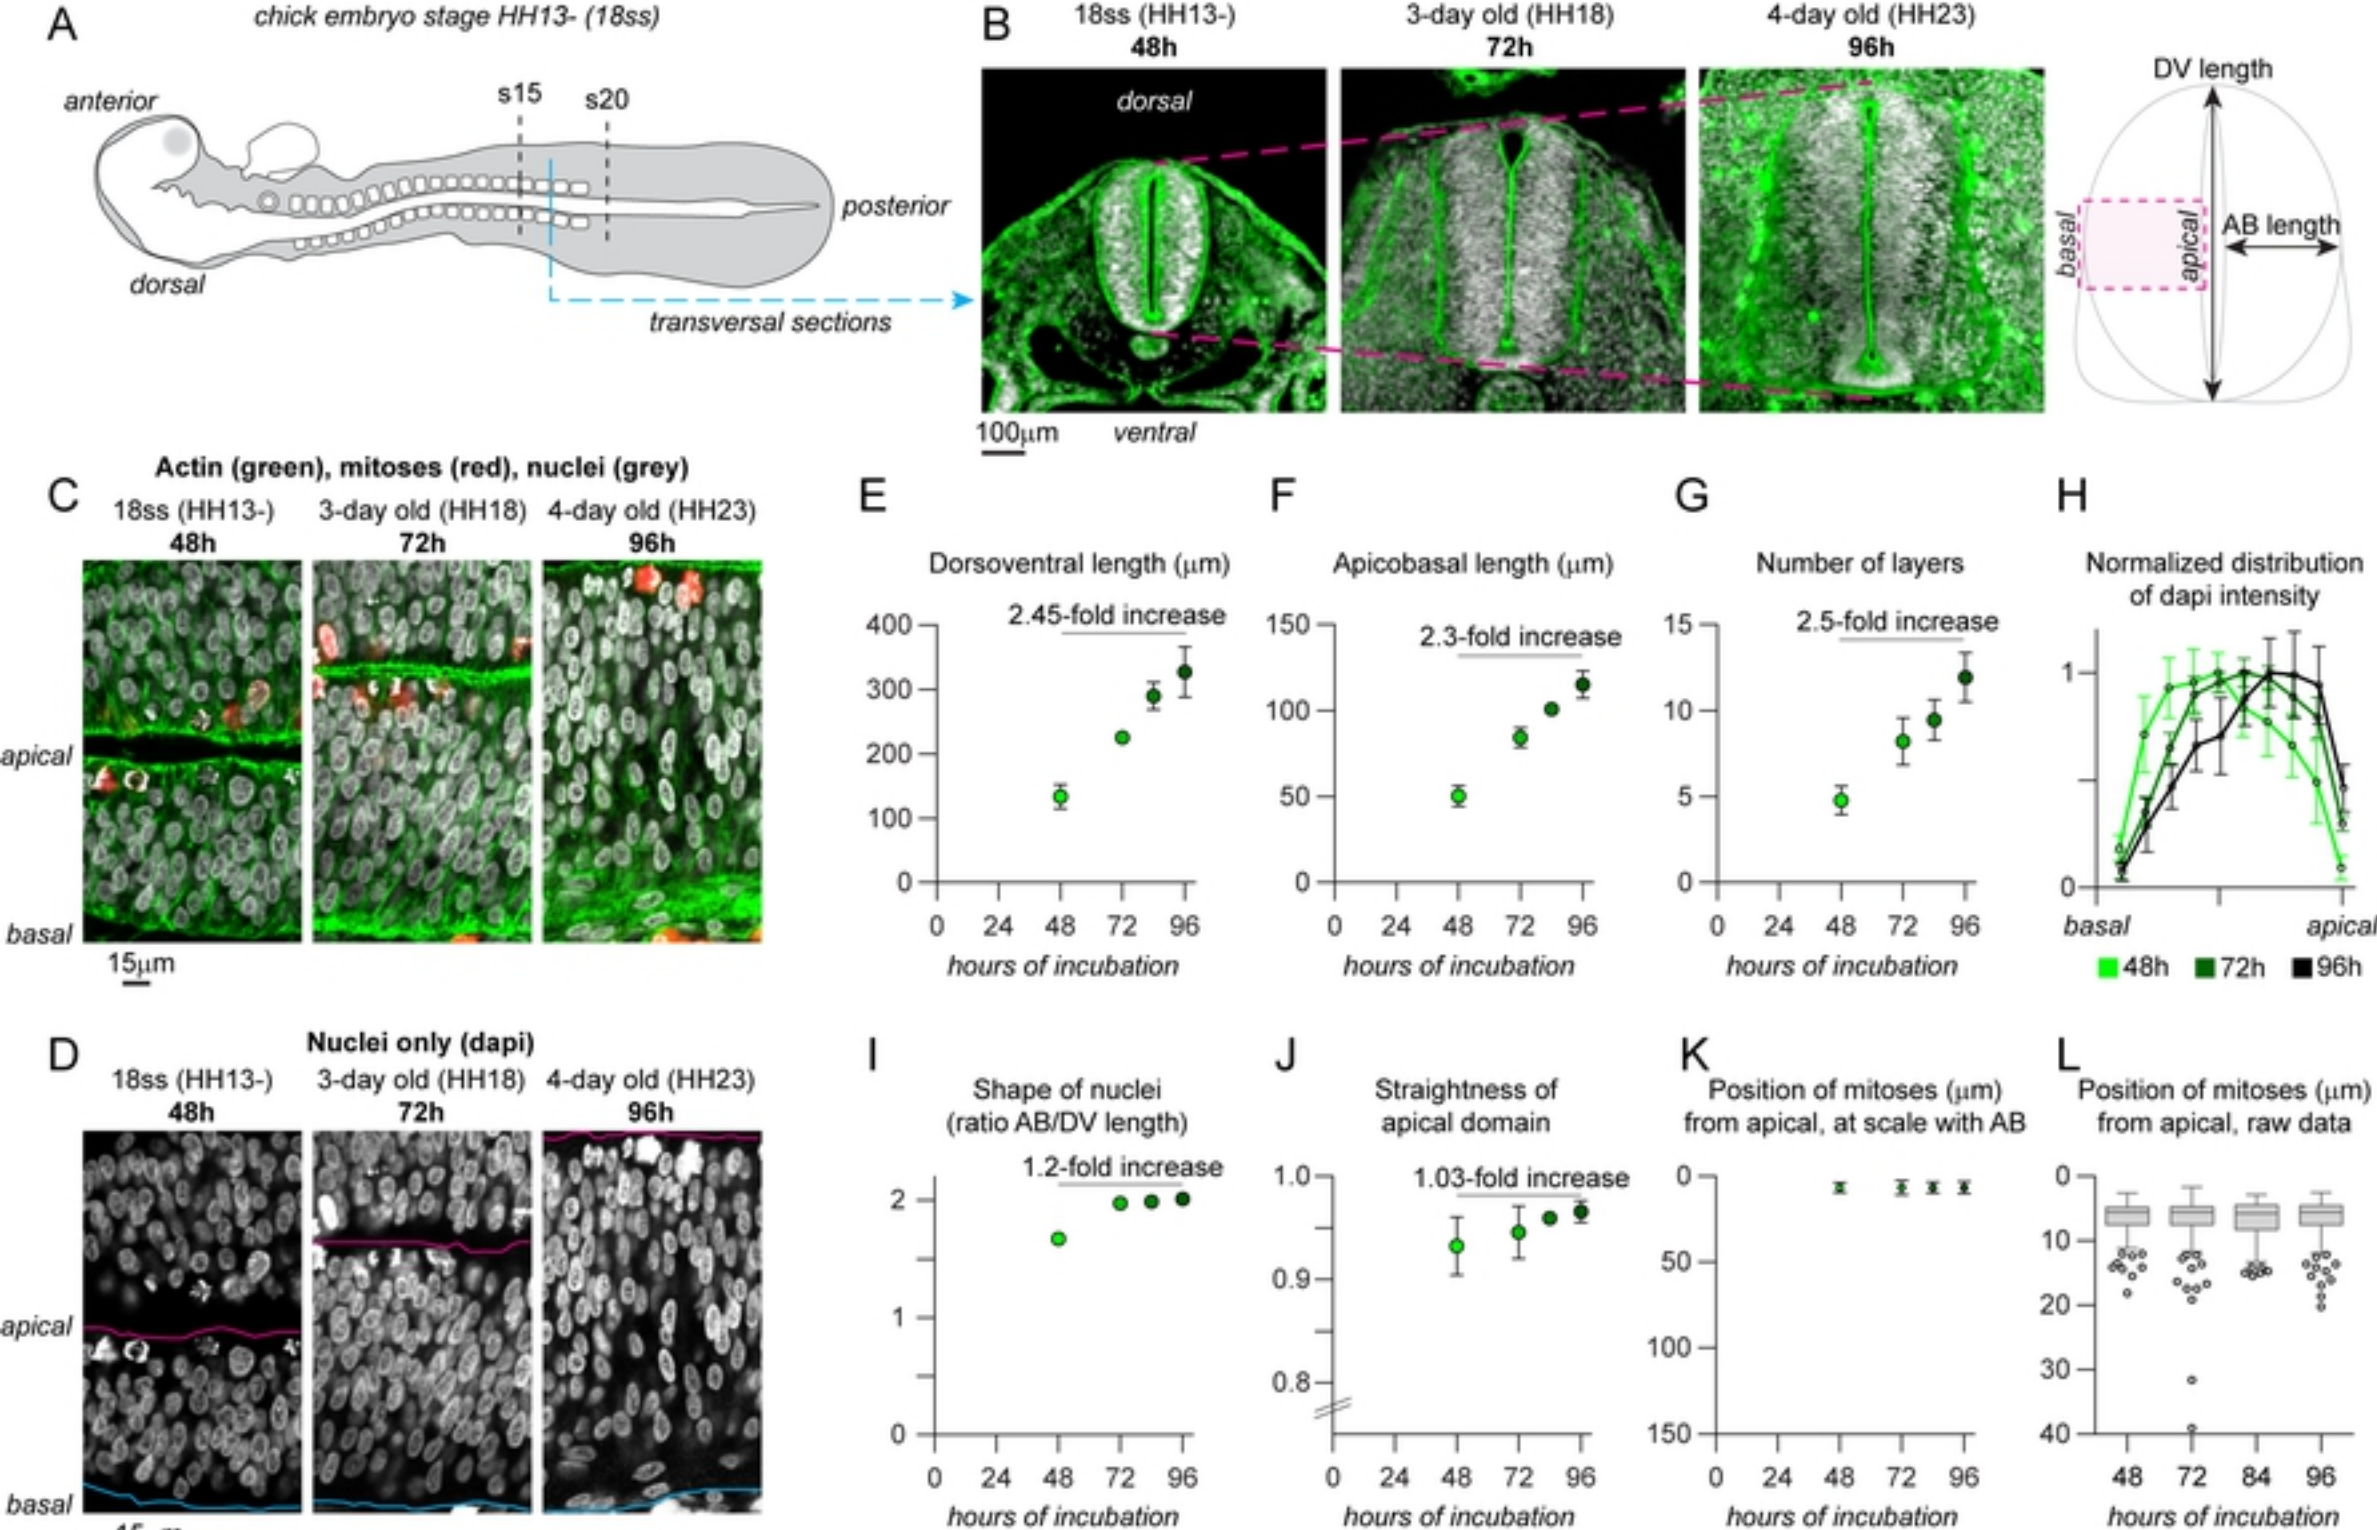 A
chick embryo stage HH13- (18ss)
anterior
s15
s20
posterior
dorsal
transversal sections
B
18ss (HH13-)
48h
3-day old (HH18)
72h
4-day old (HH23)
96h
dorsal
ventral
100μm
DV length
AB length
basal
apical
C
Actin (green), mitoses (red), nuclei (grey)
18ss (HH13-)
48h
3-day old (HH18)
72h
4-day old (HH23)
96h
apical
basal
15μm
D
Nuclei only (dapi)
18ss (HH13-)
48h
3-day old (HH18)
72h
4-day old (HH23)
96h
apical
basal
E
Dorsoventral length (μm)
2.45-fold increase
400
300
200
100
0
0 24 48 72 96
hours of incubation
F
Apicobasal length (μm)
2.3-fold increase
150
100
50
0
0 24 48 72 96
hours of incubation
G
Number of layers
2.5-fold increase
15
10
5
0
0 24 48 72 96
hours of incubation
H
Normalized distribution
of dapi intensity
1
0
basal apical
48h 72h 96h
I
Shape of nuclei
(ratio AB/DV length)
1.2-fold increase
2
1
0
0 24 48 72 96
hours of incubation
J
Straightness of
apical domain
1.03-fold increase
1.0
0.9
0.8
0 24 48 72 96
hours of incubation
K
Position of mitoses (μm)
from apical, at scale with AB
0
50
100
150
0 24 48 72 96
hours of incubation
L
Position of mitoses (μm)
from apical, raw data
0
10
20
30
40
48 72 84 96
hours of incubation